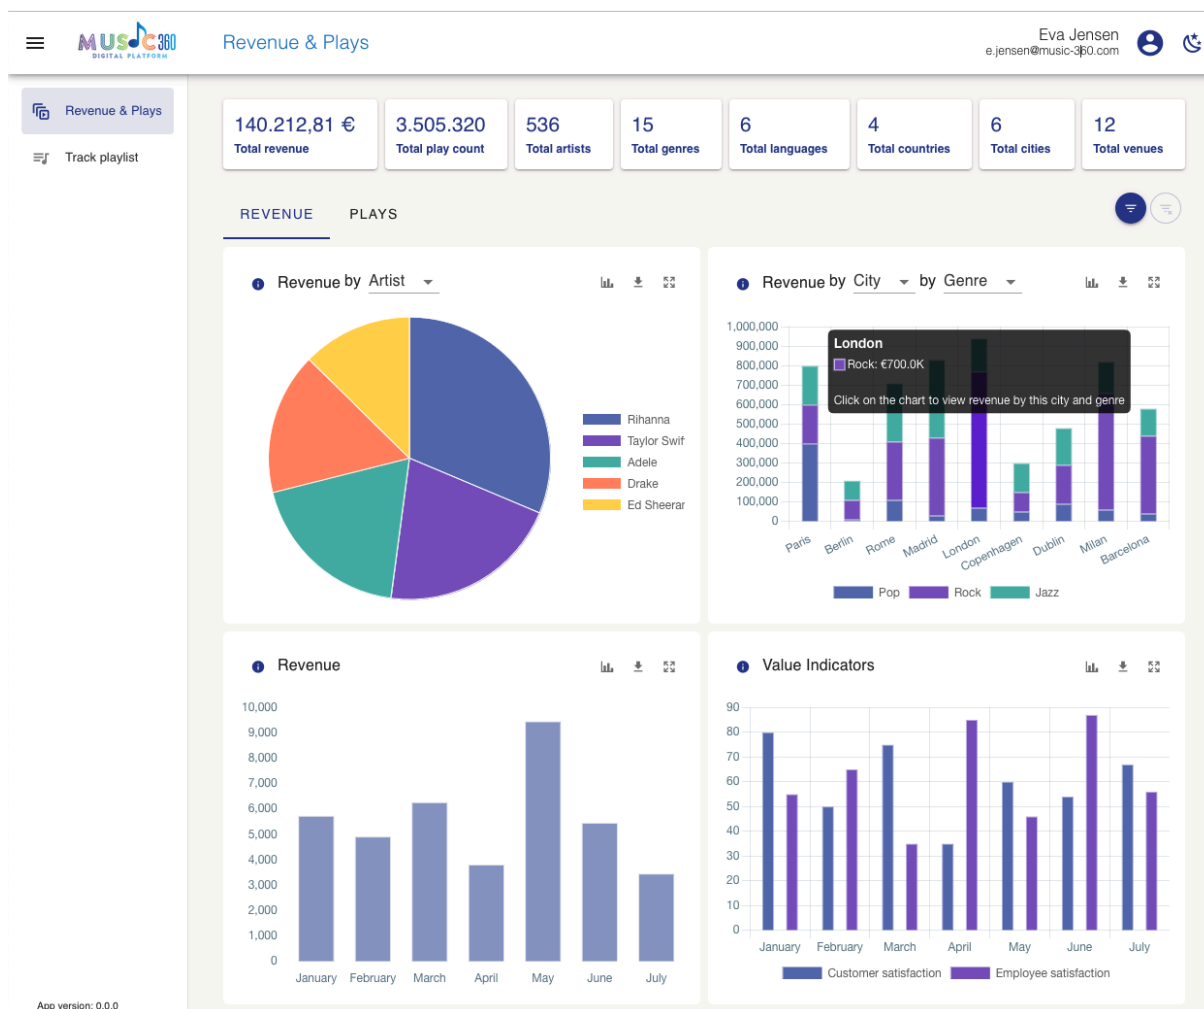 MUSIC360
DIGITAL PLATFORM
Revenue & Plays
Eva Jensen
e.jensen@music-360.com
Revenue & Plays
Track playlist
140.212,81 €
Total revenue
3.505.320
Total play count
536
Total artists
15
Total genres
6
Total languages
4
Total countries
6
Total cities
12
Total venues
REVENUE PLAYS
Revenue by Artist
Rihanna
Taylor Swif
Adele
Drake
Ed Sheerar
Revenue by City by Genre
1,000,000
900,000
800,000
700,000
600,000
500,000
400,000
300,000
200,000
100,000
0
London
Rock: €700.0K
Click on the chart to view revenue by this city and genre
Paris Berlin Rome Madrid London Copenhagen Dublin Milan Barcelona
Pop Rock Jazz
Revenue
10,000
9,000
8,000
7,000
6,000
5,000
4,000
3,000
2,000
1,000
0
January February March April May June July
Value Indicators
90
80
70
60
50
40
30
20
10
0
January February March April May June July
Customer satisfaction Employee satisfaction
App version: 0.0.0